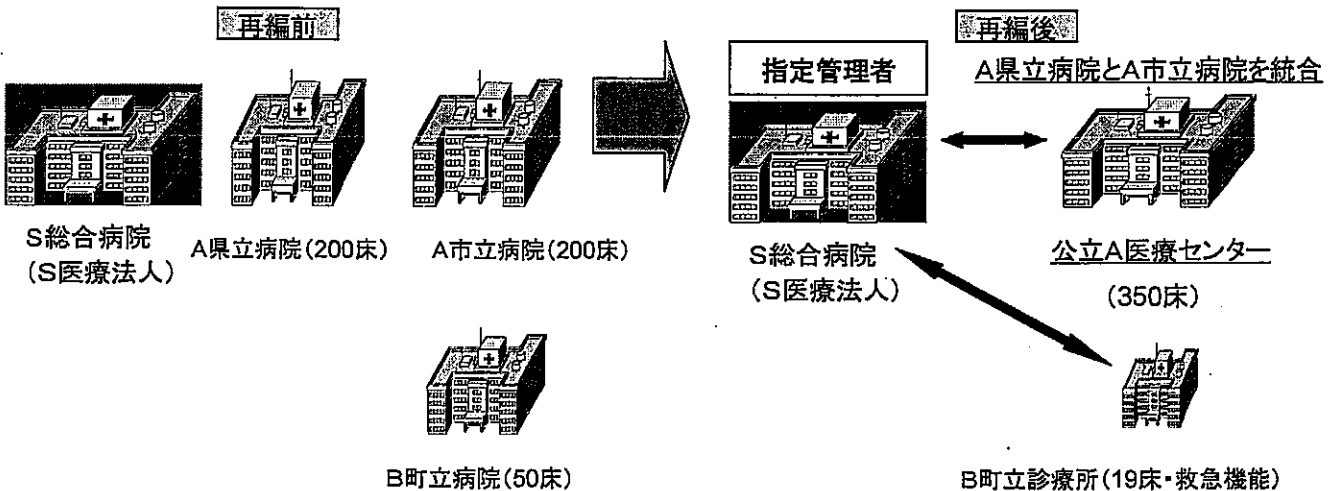 再編前
S総合病院
(S医療法人)
A県立病院(200床)
A市立病院(200床)
B町立病院(50床)
再編後
指定管理者
A県立病院とA市立病院を統合
S総合病院
(S医療法人)
公立A医療センター
(350床)
B町立診療所(19床・救急機能)